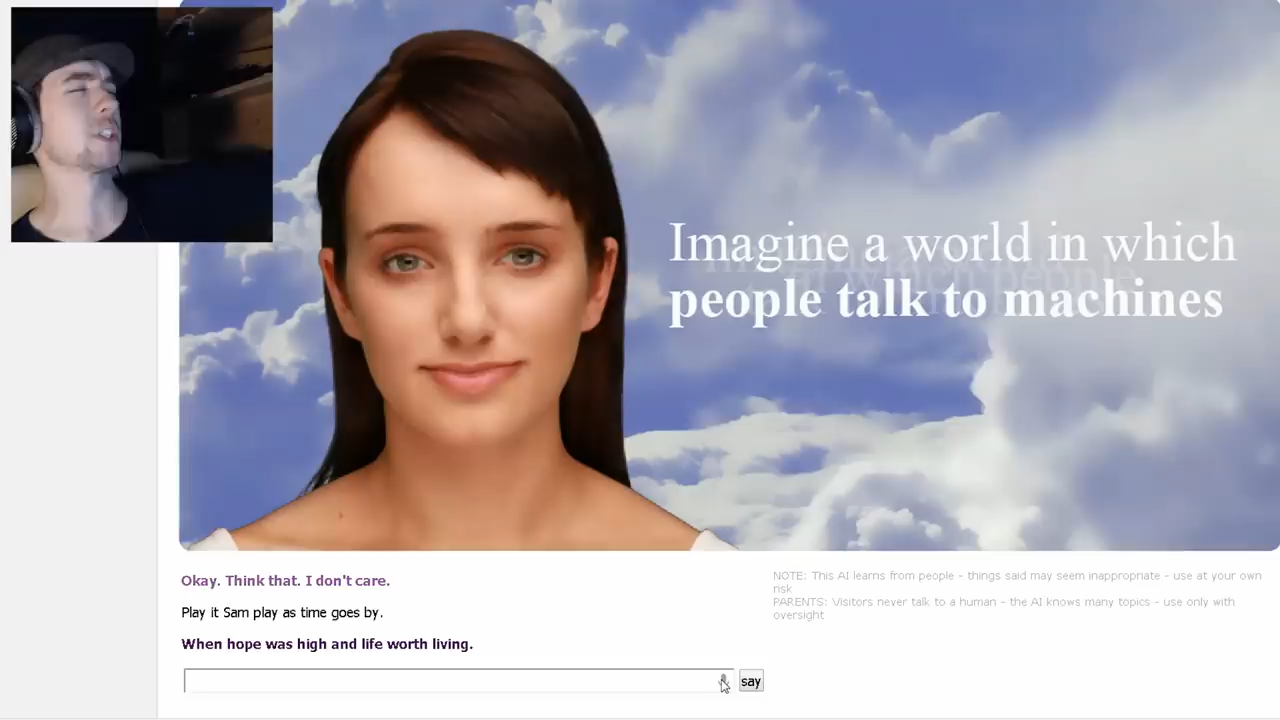 Imagine a world in which
people talk to machines
Okay. Think that. I don't care.
Play it Sam play as time goes by.
When hope was high and life worth living.
say
NOTE: This AI learns from people - things said may seem inappropriate - use at your own
risk
PARENTS: Visitors never talk to a human - the AI knows many topics - use only with
oversight